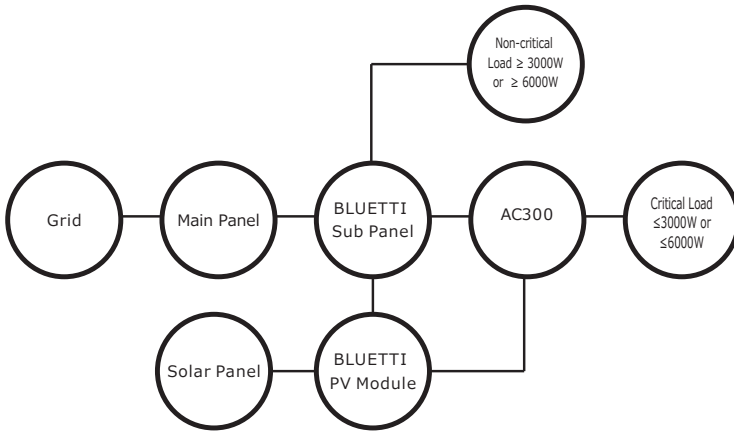 Non-critical
Load ≥ 3000W
or ≥ 6000W
Grid
Main Panel
BLUETTI
Sub Panel
AC300
Critical Load
≤3000W or
≤6000W
Solar Panel
BLUETTI
PV Module